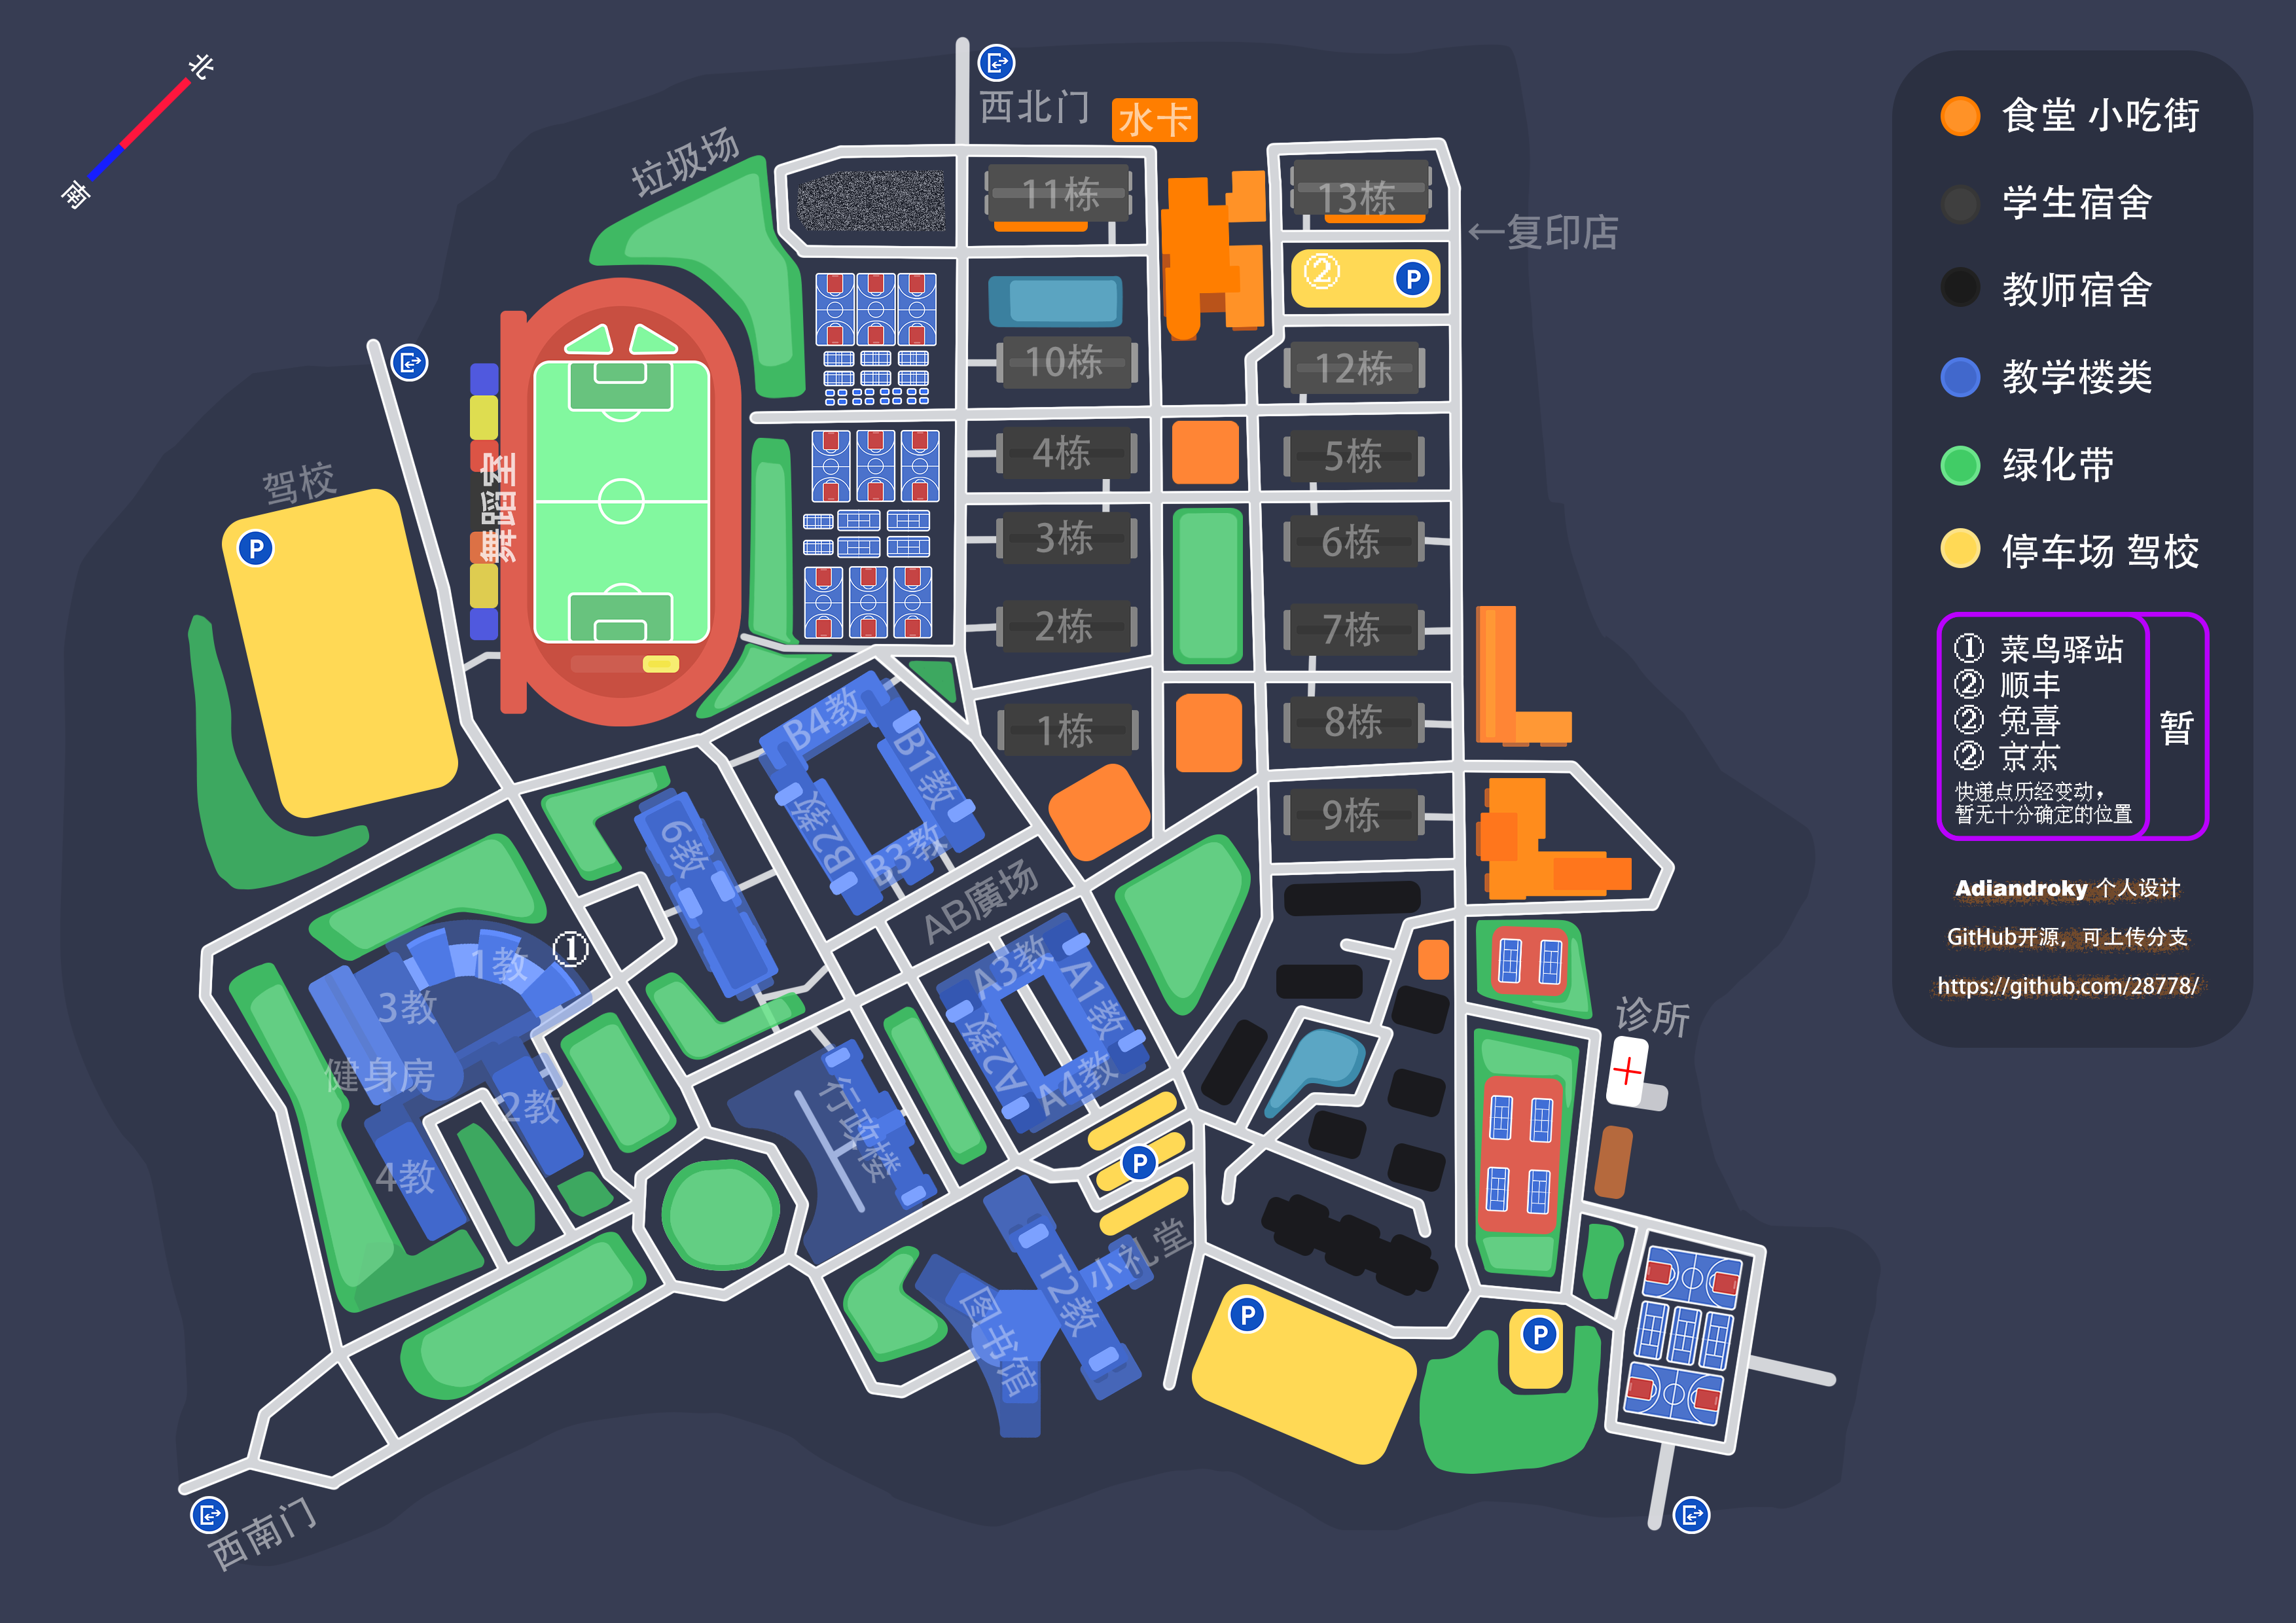 北
南
西北门
水卡
垃圾场
11栋
13栋
←复印店
②
P
10栋
12栋
驾校
P
舞蹈室
4栋
5栋
3栋
6栋
2栋
7栋
1栋
8栋
9栋
B4教
B1教
B2教
B3教
6教
AB廣场
①
1教
3教
健身房
2教
4教
A3教
A1教
A2教
A4教
行政楼
P
诊所
小礼堂
T2教
图书馆
P
P
西南门
食堂 小吃街
学生宿舍
教师宿舍
教学楼类
绿化带
停车场 驾校
① 菜鸟驿站
② 顺丰
② 兔喜
② 京东
暂
快递点历经变动，
暂无十分确定的位置
Adiandroky 个人设计
GitHub开源，可上传分支
https://github.com/28778/